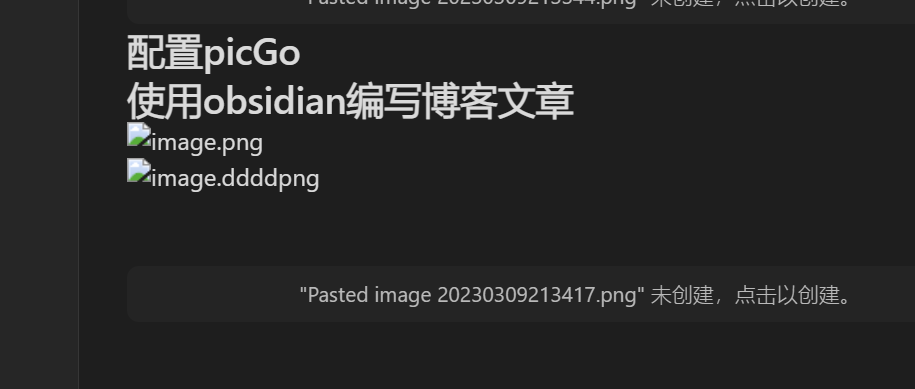 "Pasted image 20230309213344.png" 未创建，点击以创建。
配置picGo
使用obsidian编写博客文章
image.png
image.ddddpng
"Pasted image 20230309213417.png" 未创建，点击以创建。